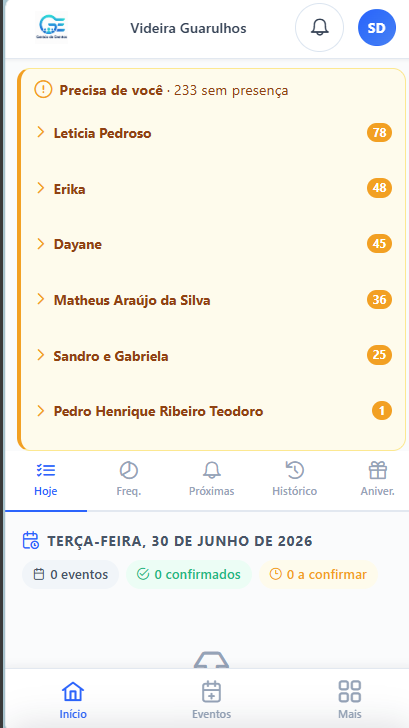 GE
Videira Guarulhos
SD
Precisa de você · 233 sem presença
Leticia Pedroso 78
Erika 48
Dayane 45
Matheus Araújo da Silva 36
Sandro e Gabriela 25
Pedro Henrique Ribeiro Teodoro 1
Hoje Freq. Próximas Histórico Aniver.
TERÇA-FEIRA, 30 DE JUNHO DE 2026
0 eventos 0 confirmados 0 a confirmar
Início Eventos Mais